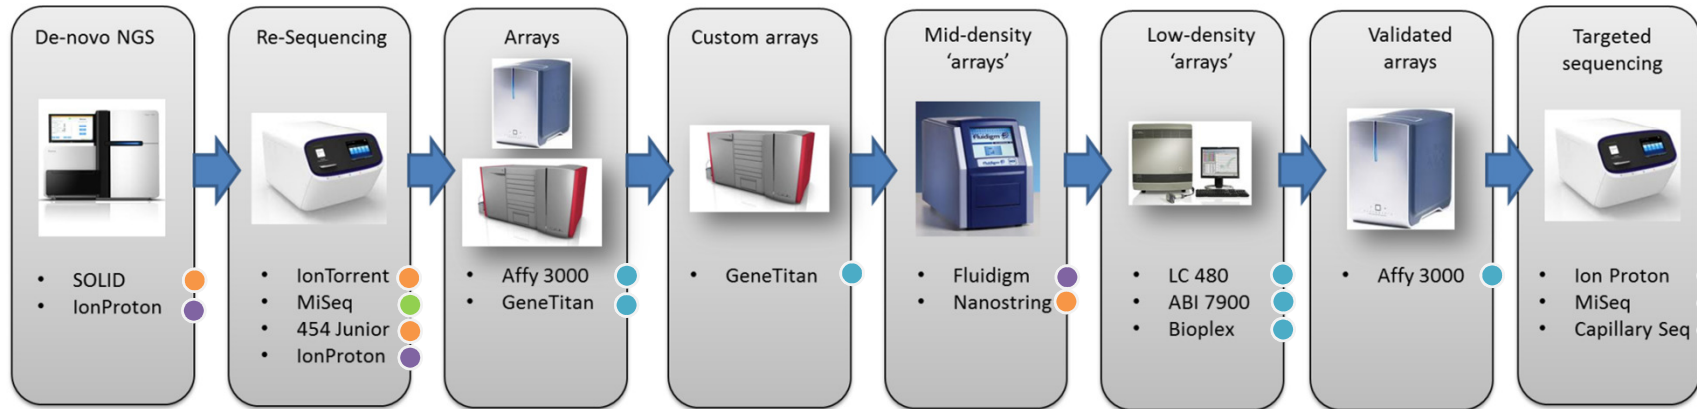 De-novo NGS
SOLID
IonProton
Re-Sequencing
IonTorrent
MiSeq
454 Junior
IonProton
Arrays
Affy 3000
GeneTitan
Custom arrays
GeneTitan
Mid-density
‘arrays’
Fluidigm
Fluidigm
Fluidigm
Nanostring
Low-density
‘arrays’
LC 480
ABI 7900
Bioplex
Validated
arrays
Affy 3000
Targeted
sequencing
Ion Proton
MiSeq
Capillary Seq